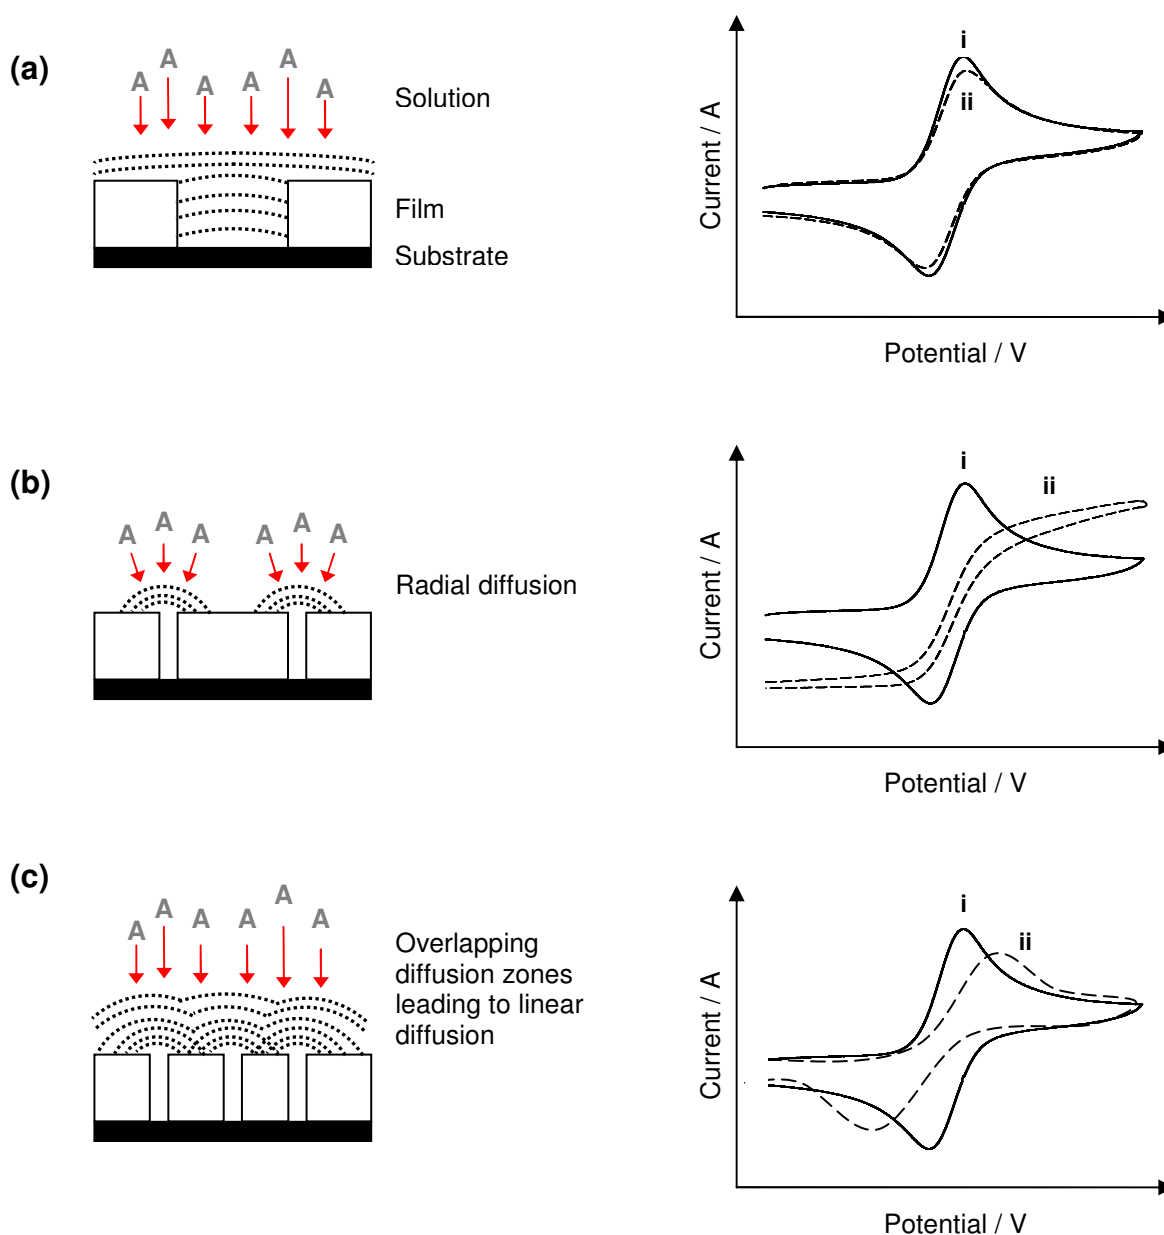 (a)
A A A A A A
Solution
Film
Substrate
i
ii
Current / A
Potential / V
(b)
A A A A A A
Radial diffusion
i
ii
Current / A
Potential / V
(c)
A A A A A A
Overlapping
diffusion zones
leading to linear
diffusion
i
ii
Current / A
Potential / V